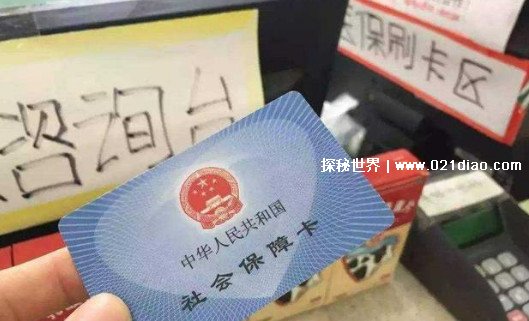 咨询台
医保刷卡区
探秘世界 | www.021diao.com
中华人民共和国
社会保障卡